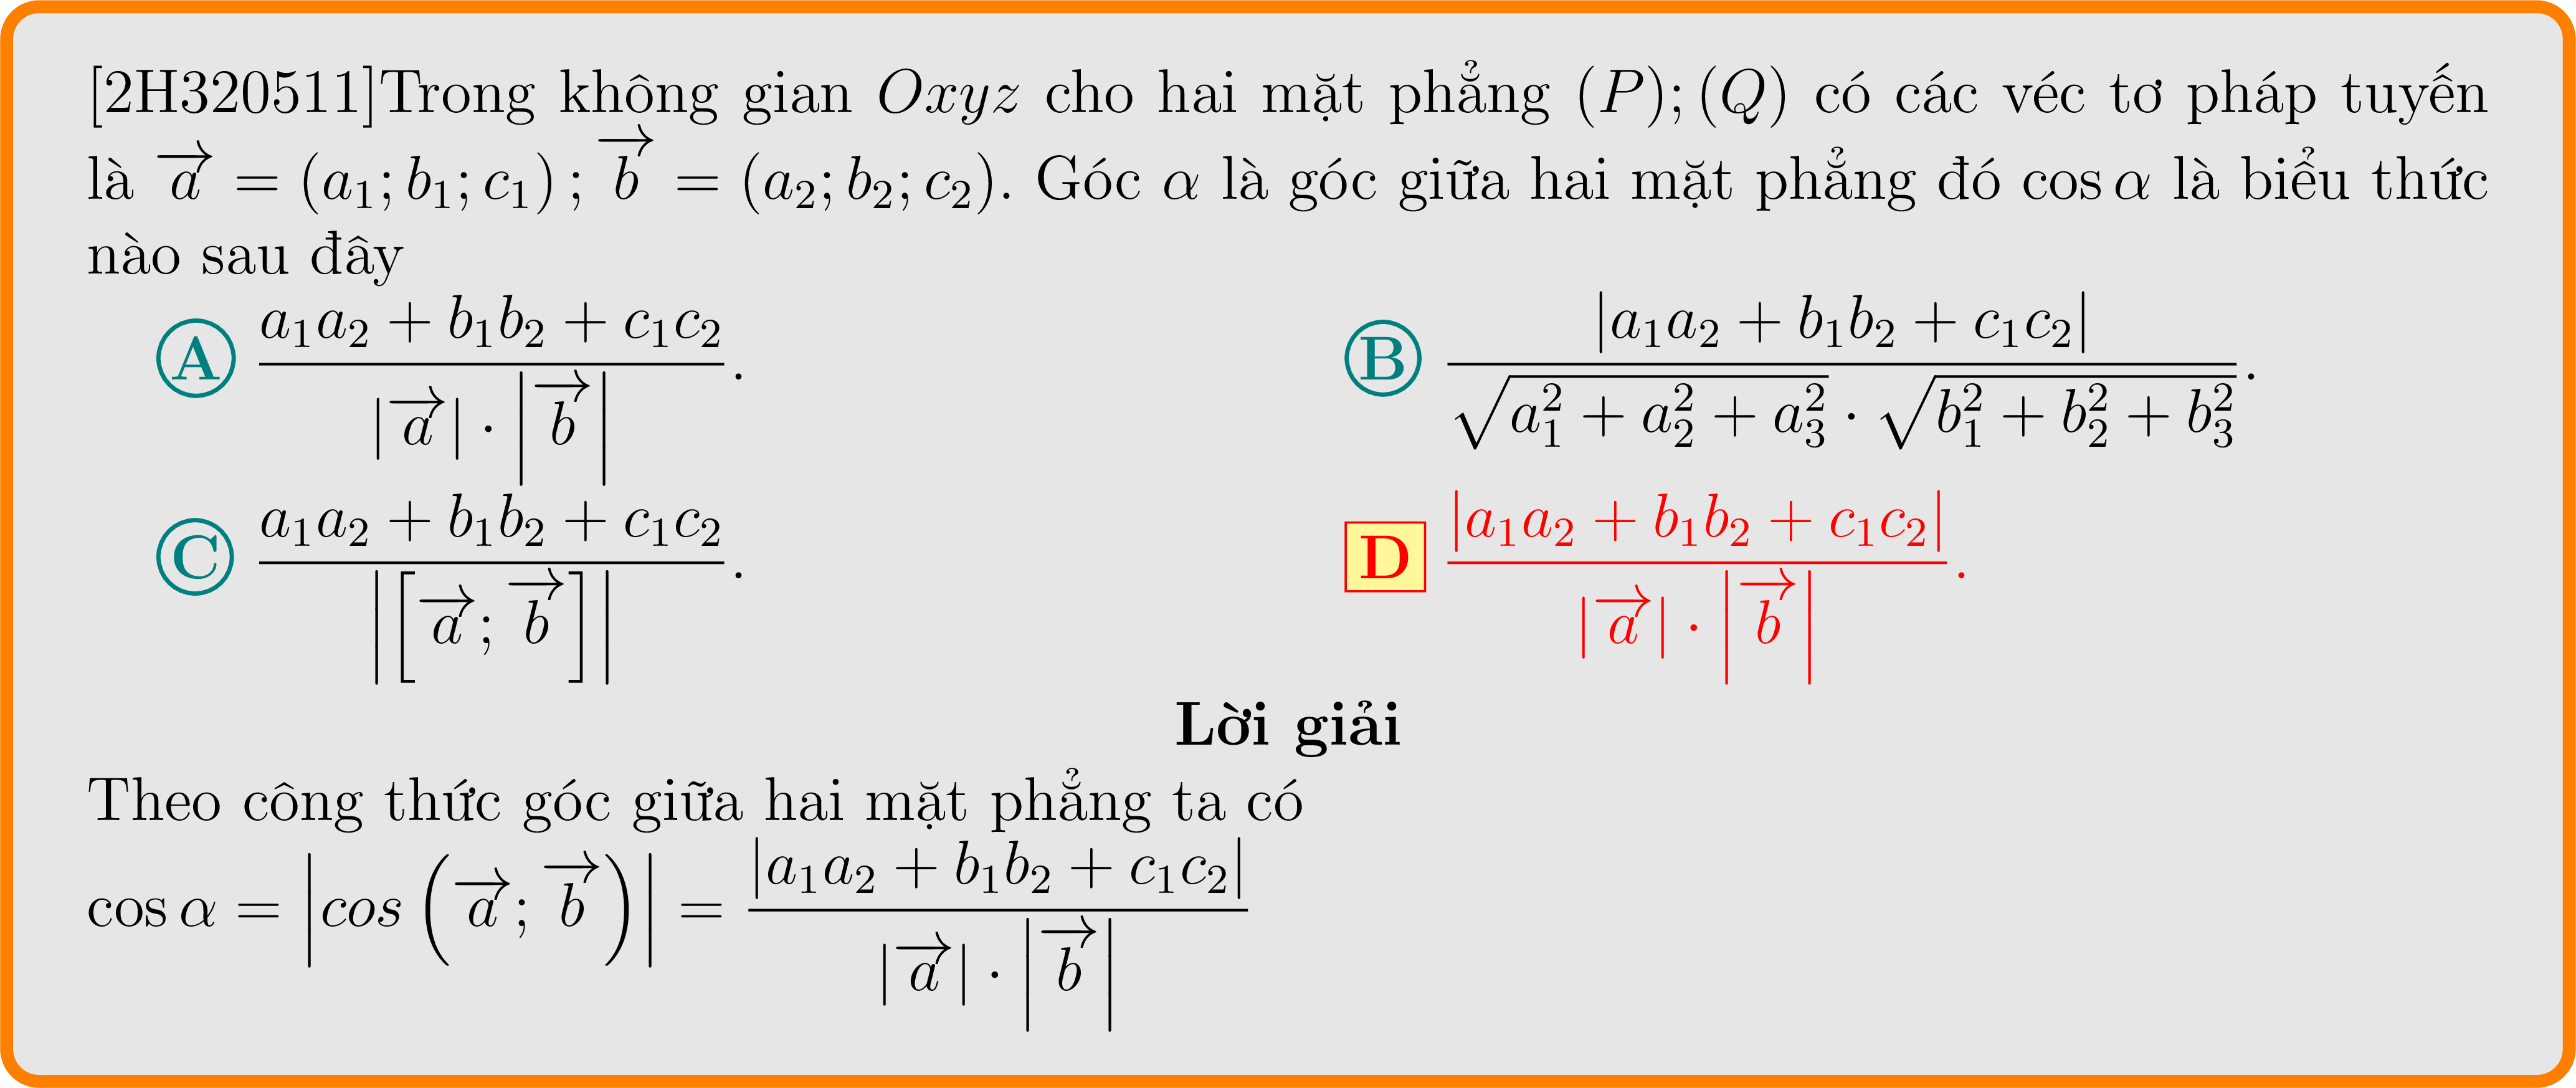 [2H320511]Trong không gian $Oxyz$ cho hai mặt phẳng $(P);(Q)$ có các véc tơ pháp tuyến
là $\overrightarrow{a} = (a_1; b_1; c_1); \overrightarrow{b} = (a_2; b_2; c_2)$. Góc $\alpha$ là góc giữa hai mặt phẳng đó $\cos\alpha$ là biểu thức
nào sau đây
A $\dfrac{a_1a_2 + b_1b_2 + c_1c_2}{|\overrightarrow{a}| \cdot \left|\overrightarrow{b}\right|}$. B $\dfrac{|a_1a_2 + b_1b_2 + c_1c_2|}{\sqrt{a_1^2 + a_2^2 + a_3^2} \cdot \sqrt{b_1^2 + b_2^2 + b_3^2}}$.
C $\dfrac{a_1a_2 + b_1b_2 + c_1c_2}{\left|\left[\overrightarrow{a}; \overrightarrow{b}\right]\right|}$. D $\dfrac{|a_1a_2 + b_1b_2 + c_1c_2|}{|\overrightarrow{a}| \cdot \left|\overrightarrow{b}\right|}$.
Lời giải
Theo công thức góc giữa hai mặt phẳng ta có
$\cos\alpha = \left|cos\left(\overrightarrow{a}; \overrightarrow{b}\right)\right| = \dfrac{|a_1a_2 + b_1b_2 + c_1c_2|}{|\overrightarrow{a}| \cdot \left|\overrightarrow{b}\right|}$